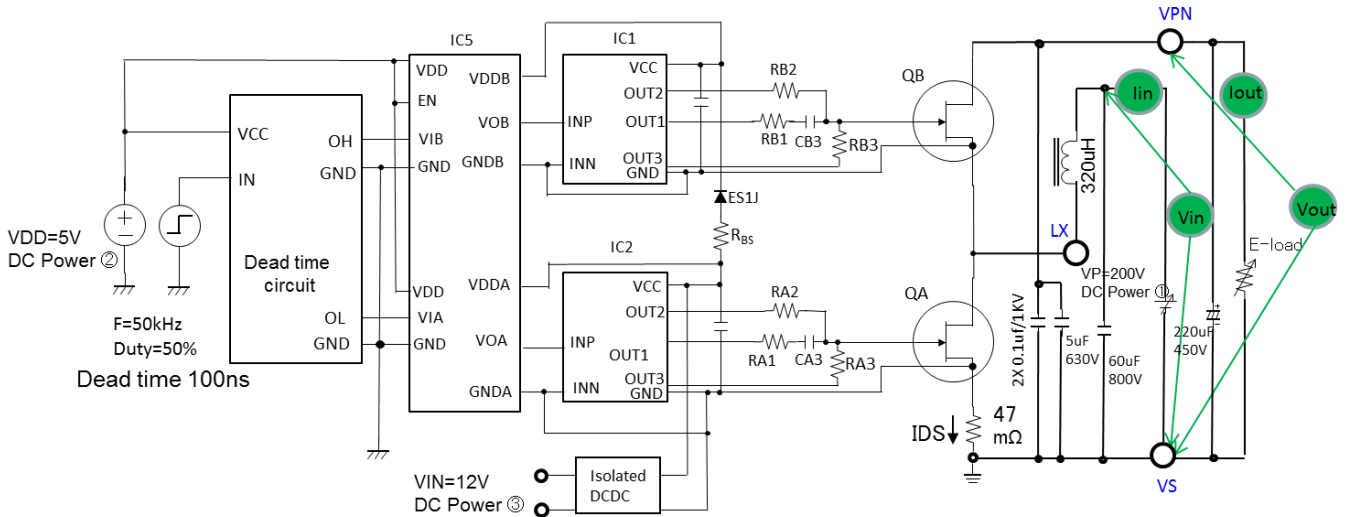 VPN
IC5
IC1
VDD
VDDB
VCC
RB2
QB
Iin
Iout
EN
OUT2
VCC
OH
VIB
VOB
INP
OUT1
RB1
CB3
RB3
GND
GND
GNDB
INN
OUT3
GND
320uH
IN
ES1J
Vin
Vout
VDD=5V
DC Power ②
RBS
LX
E-load
IC2
Dead time
circuit
VDD
VDDA
VCC
RA2
QA
VP=200V
DC Power ①
OUT2
F=50kHz
Duty=50%
OL
VIA
VOA
INP
OUT1
RA1
CA3
RA3
2X 0.1uf/1KV
5uF
630V
60uF
800V
220uF
450V
GND
GND
Dead time 100ns
GNDA
INN
OUT3
GND
IDS
47
mΩ
VIN=12V
DC Power ③
Isolated
DCDC
VS